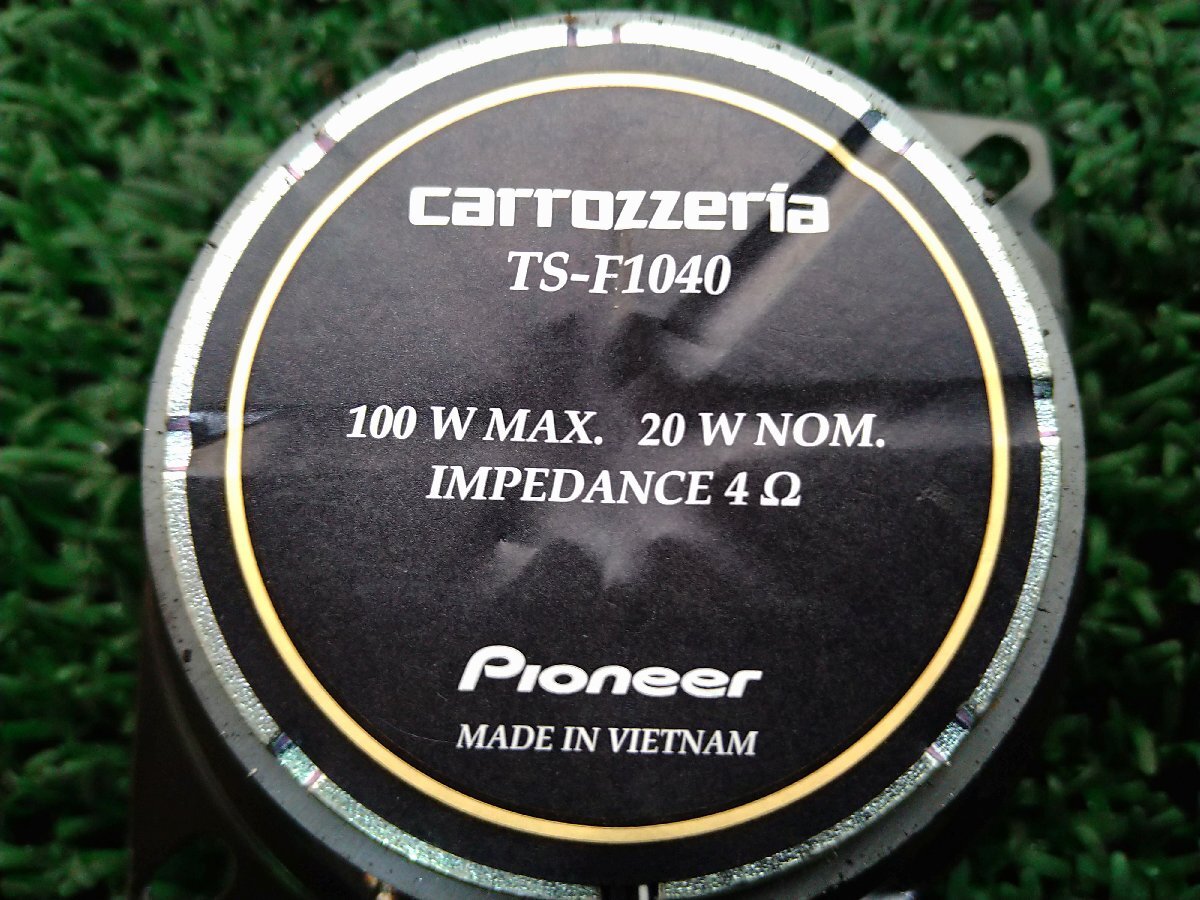 carrozzeria
TS-F1040
100 W MAX. 20 W NOM.
IMPEDANCE 4 Ω
Pioneer
MADE IN VIETNAM